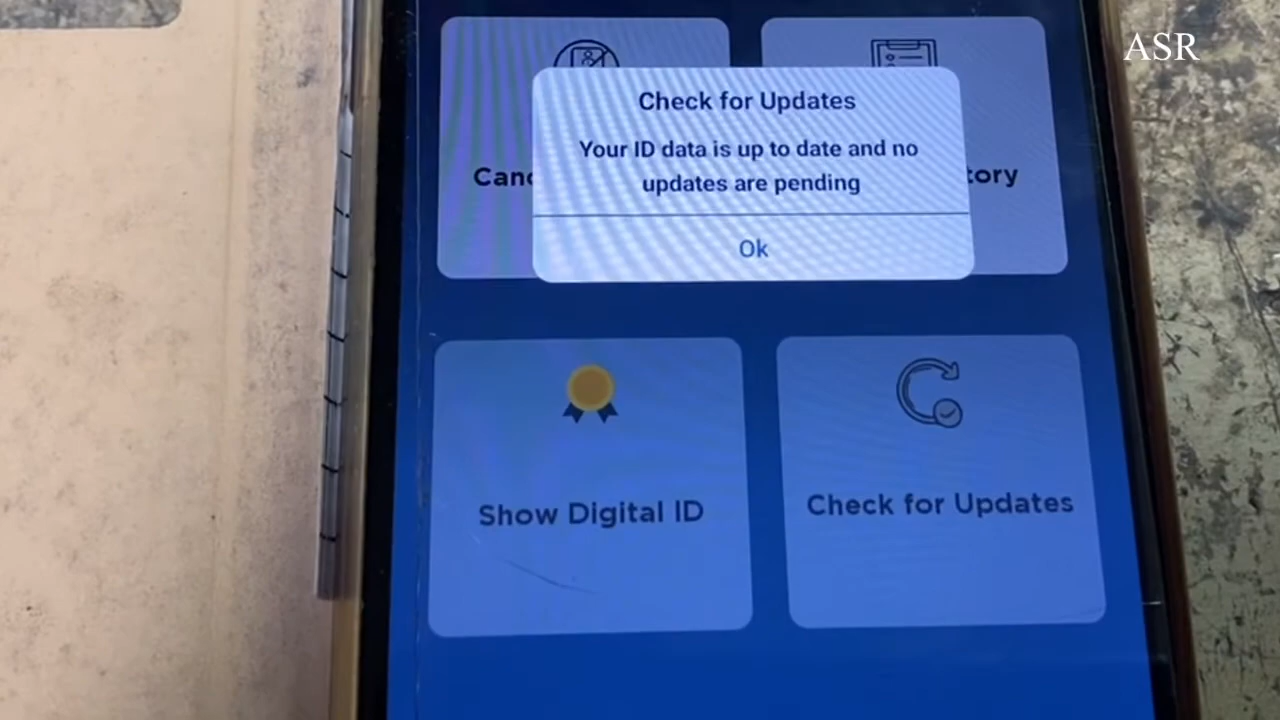 ASR
Check for Updates
Your ID data is up to date and no
updates are pending
Ok
Show Digital ID
Check for Updates